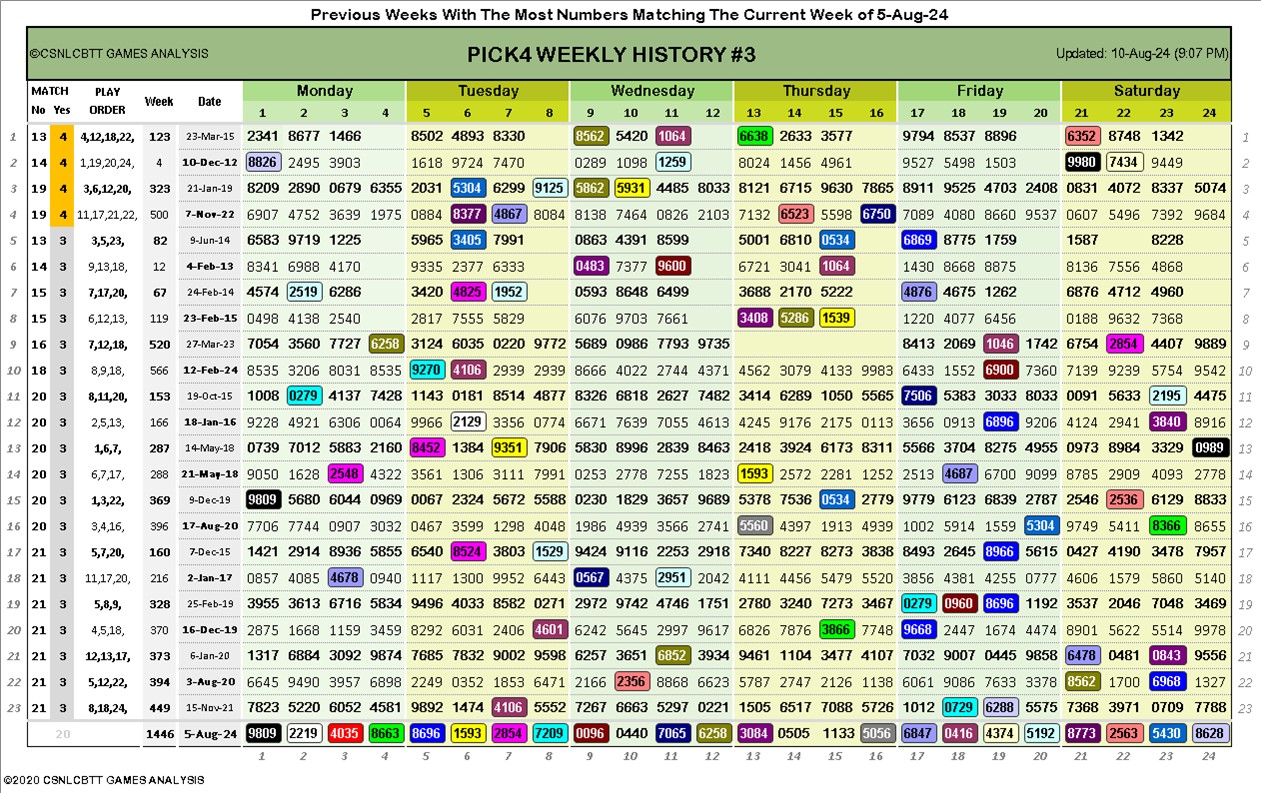 Previous Weeks With The Most Numbers Matching The Current Week of 5-Aug-24
©CSNLCBTT GAMES ANALYSIS PICK4 WEEKLY HISTORY #3 Updated: 10-Aug-24 (9:07 PM)
MATCH PLAY Week Date Monday Tuesday Wednesday Thursday Friday Saturday
No Yes ORDER 1 2 3 4 5 6 7 8 9 10 11 12 13 14 15 16 17 18 19 20 21 22 23 24
1 13 4 4,12,18,22, 123 23-Mar-15 2341 8677 1466 8502 4893 8330 8562 5420 1064 6638 2633 3577 9794 8537 8896 6352 8748 1342 1
2 14 4 1,19,20,24, 4 10-Dec-12 8826 2495 3903 1618 9724 7470 0289 1098 1259 8024 1456 4961 9527 5498 1503 9980 7434 9449 2
3 19 4 3,6,12,20, 323 21-Jan-19 8209 2890 0679 6355 2031 5304 6299 9125 5862 5931 4485 8033 8121 6715 9630 7865 8911 9525 4703 2408 0831 4072 8337 5074 3
4 19 4 11,17,21,22, 500 7-Nov-22 6907 4752 3639 1975 0884 8377 4867 8084 8138 7464 0826 2103 7132 6523 5598 6750 7089 4080 8660 9537 0607 5496 7392 9684 4
5 13 3 3,5,23, 82 9-Jun-14 6583 9719 1225 5965 3405 7991 0863 4391 8599 5001 6810 0534 6869 8775 1759 1587 8228 5
6 14 3 9,13,18, 12 4-Feb-13 8341 6988 4170 9335 2377 6333 0483 7377 9600 6721 3041 1064 1430 8668 8875 8136 7556 4868 6
7 15 3 7,17,20, 67 24-Feb-14 4574 2519 6286 3420 4825 1952 0593 8648 6499 3688 2170 5222 4876 4675 1262 6876 4712 4960 7
8 15 3 6,12,13, 119 23-Feb-15 0498 4138 2540 2817 7555 5829 6076 9703 7661 3408 5286 1539 1220 4077 6456 0188 9632 7368 8
9 16 3 7,12,18, 520 27-Mar-23 7054 3560 7727 6258 3124 6035 0220 9772 5689 0986 7793 9735 8413 2069 1046 1742 6754 2854 4407 9889 9
10 18 3 8,9,18, 566 12-Feb-24 8535 3206 8031 8535 9270 4106 2939 2939 8666 4022 2744 4371 4562 3079 4133 9983 6433 1552 6900 7360 7139 9239 5754 9542 10
11 20 3 8,11,20, 153 19-Oct-15 1008 0279 4137 7428 1143 0181 8514 4877 8326 6818 2627 7482 3414 6289 1050 5565 7506 5383 3033 8033 0091 5633 2195 4475 11
12 20 3 2,5,13, 166 18-Jan-16 9228 4921 6306 0064 9966 2129 3356 0774 6671 7639 7055 4613 4245 9176 2175 0113 3656 0913 6896 9206 4124 2941 3840 8916 12
13 20 3 1,6,7, 287 14-May-18 0739 7012 5883 2160 8452 1384 9351 7906 5830 8996 2839 8463 2418 3924 6173 8311 5566 3704 8275 4955 0973 8984 3329 0989 13
14 20 3 6,7,17, 288 21-May-18 9050 1628 2548 4322 3561 1306 3111 7991 0253 2778 7255 1823 1593 4572 2281 1252 2513 4687 6700 9099 8785 2909 4093 2778 14
15 20 3 1,3,22, 369 9-Dec-19 9809 5680 6044 0969 0067 2324 5672 5588 0230 1829 3657 9689 5378 7536 0534 2779 9779 6123 6839 2787 2546 2536 6129 8833 15
16 20 3 3,4,16, 396 17-Aug-20 7706 7744 0907 3032 0467 3599 1298 4048 1986 4939 3566 2741 5560 4397 1913 4939 1002 5914 1559 5304 9749 5411 8366 8655 16
17 21 3 5,7,20, 160 7-Dec-15 1421 2914 8936 5855 6540 8524 3803 1529 9424 9116 2253 2918 7340 8227 8273 3838 8493 2645 8966 5615 0427 4190 3478 7957 17
18 21 3 11,17,20, 216 2-Jan-17 0857 4085 4678 0940 1117 1300 9952 6443 0567 4375 2951 2042 4111 4456 5479 5520 3856 4381 4255 0777 4606 1579 5860 5140 18
19 21 3 5,8,9, 328 25-Feb-19 3955 3613 6716 5834 9496 4033 8582 0271 2972 9742 4746 1751 2780 3240 7273 3467 0279 0960 8696 1192 3537 2046 7048 3469 19
20 21 3 4,5,18, 370 16-Dec-19 2875 1668 1159 3459 8292 6031 2406 4601 6242 5645 2997 9617 6826 7876 3866 7748 9668 2447 1674 4474 8901 5622 5514 9978 20
21 21 3 12,13,17, 373 6-Jan-20 1317 6884 3092 9874 7685 7832 9002 9598 6257 3651 6852 3934 9461 1104 3477 4107 7032 9007 0445 9858 6478 0481 0843 9556 21
22 21 3 5,12,22, 394 3-Aug-20 6645 9490 3957 6898 2249 0352 1853 6471 2166 2356 8868 6623 5787 2747 2126 1138 6061 9086 7633 3378 8562 1700 6968 1327 22
23 21 3 8,18,24, 449 15-Nov-21 7823 5220 6052 4581 9892 1474 4106 5552 7267 6663 5297 0221 1505 6517 7088 5726 1012 0729 6288 5575 7368 3971 0709 7788 23
20 1446 5-Aug-24 9809 2219 4035 8663 8696 1593 2854 7209 0096 0440 7065 6258 3084 0505 1133 5056 6847 0416 4374 5192 8773 2563 5430 8628
1 2 3 4 5 6 7 8 9 10 11 12 13 14 15 16 17 18 19 20 21 22 23 24
©2020 CSNLCBTT GAMES ANALYSIS